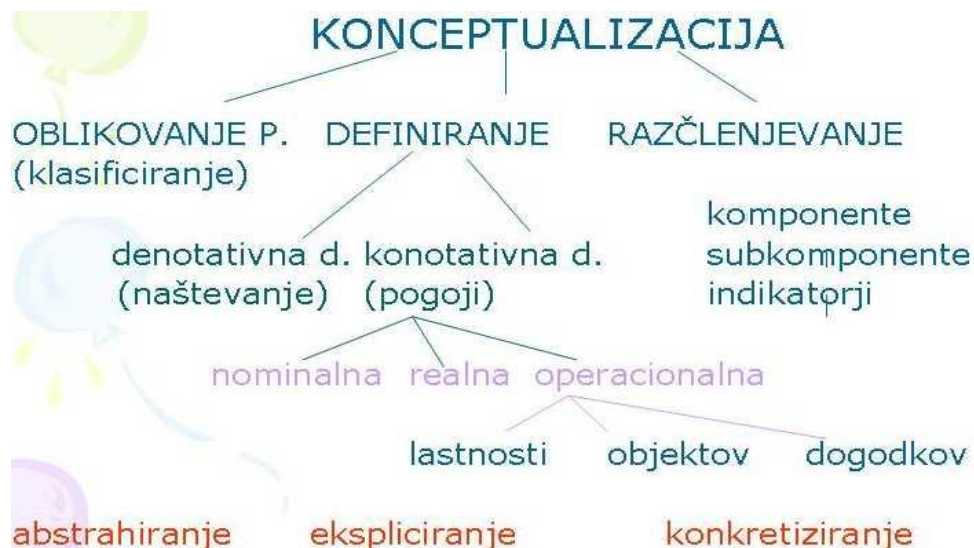 KONCEPTUALIZACIJA
OBLIKOVANJE P. DEFINIRANJE RAZČLENJEVANJE
(klasificiranje)
komponente
denotativna d. konotativna d. subkomponente
(naštevanje) (pogoji) indikatorji
nominalna realna operacionalna
lastnosti objektov dogodkov
abstrahiranje ekspliciranje konkretiziranje